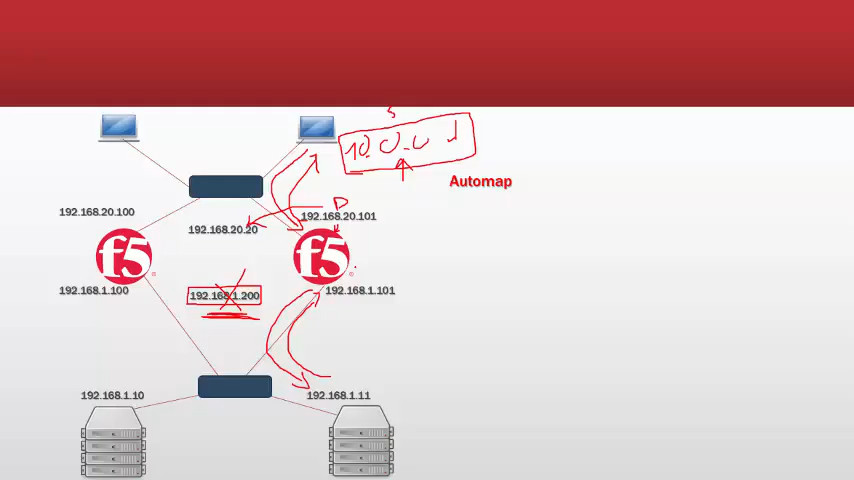 S
10.0.0.1
Automap
D
192.168.20.100
192.168.20.101
192.168.20.20
f5
f5
192.168.1.100
192.168.1.200
192.168.1.101
192.168.1.10
192.168.1.11